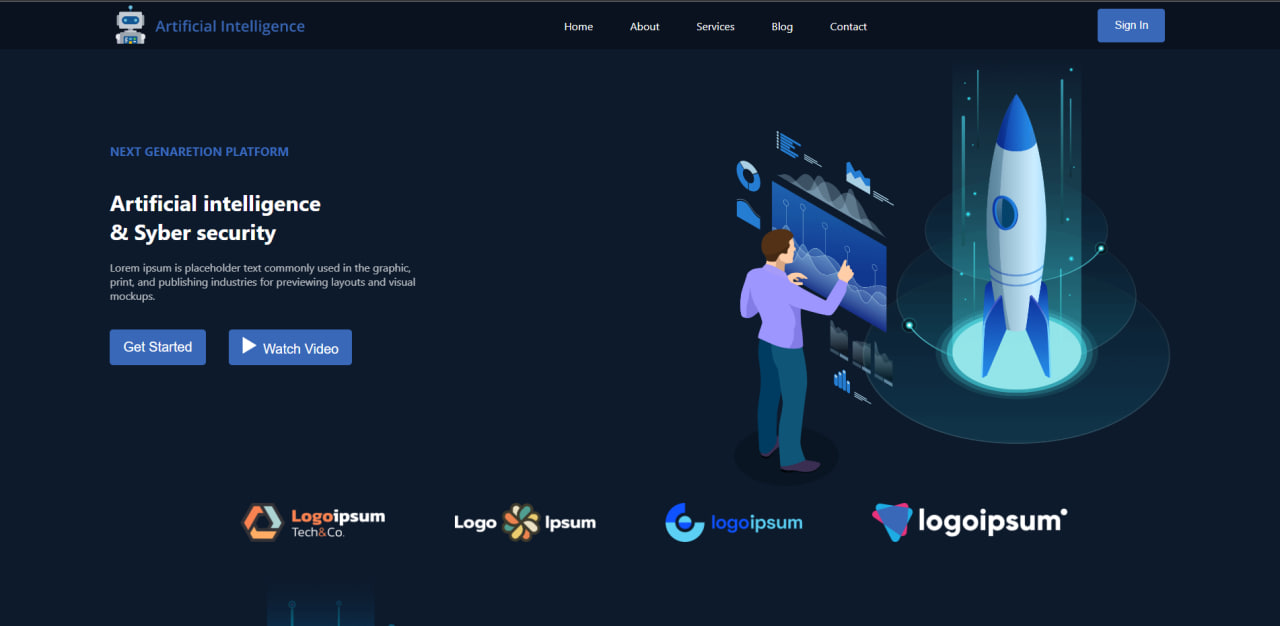 Artificial Intelligence
Home
About
Services
Blog
Contact
Sign In
NEXT GENARETION PLATFORM
Artificial intelligence
& Syber security
Lorem ipsum is placeholder text commonly used in the graphic,
print, and publishing industries for previewing layouts and visual
mockups.
Get Started
Watch Video
Logoipsum
Tech&Co.
Logo Ipsum
logoipsum
logoipsum